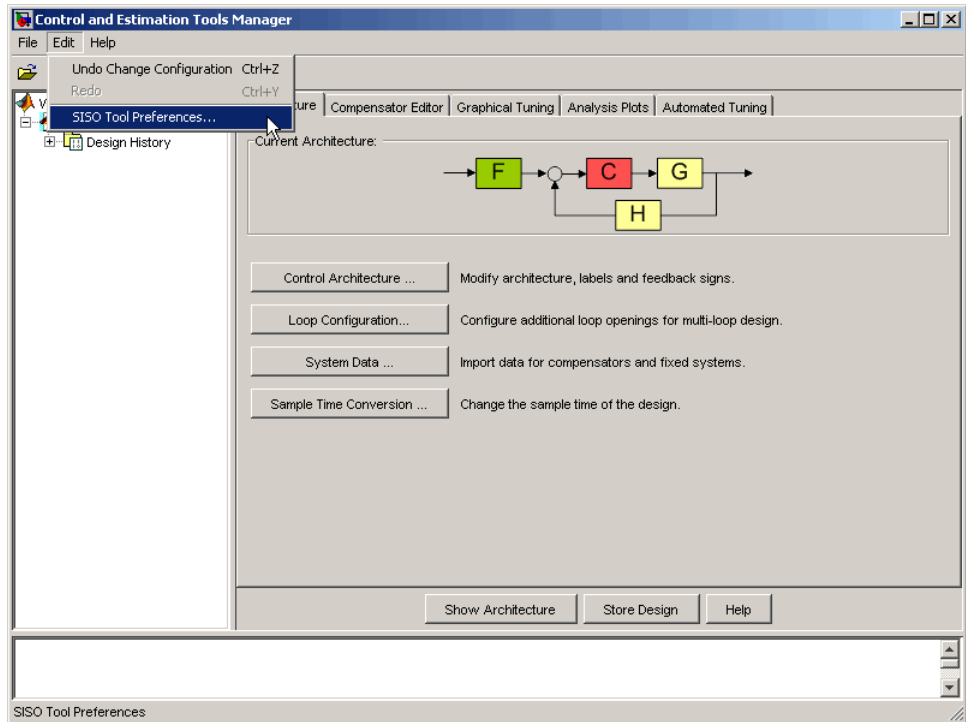 Control and Estimation Tools Manager
File Edit Help
Undo Change Configuration Ctrl+Z
Redo Ctrl+Y
SISO Tool Preferences...
Design History
Compensator Editor Graphical Tuning Analysis Plots Automated Tuning
Current Architecture:
F C G
H
Control Architecture ... Modify architecture, labels and feedback signs.
Loop Configuration... Configure additional loop openings for multi-loop design.
System Data ... Import data for compensators and fixed systems.
Sample Time Conversion ... Change the sample time of the design.
Show Architecture Store Design Help
SISO Tool Preferences